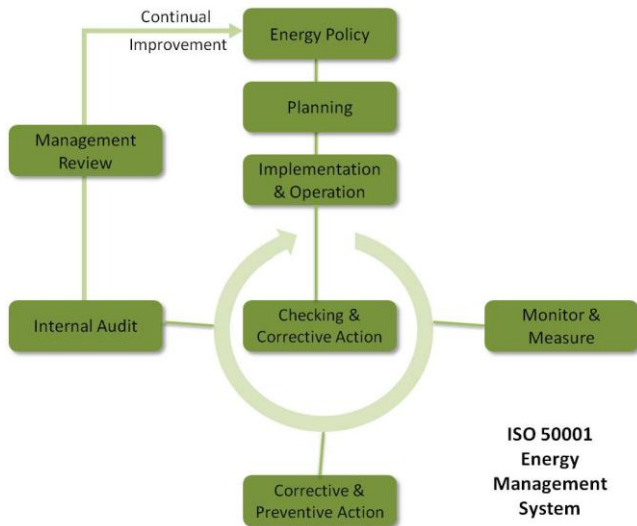 Continual
Improvement
Energy Policy
Planning
Management
Review
Implementation
& Operation
Internal Audit
Checking &
Corrective Action
Monitor &
Measure
Corrective &
Preventive Action
ISO 50001
Energy
Management
System